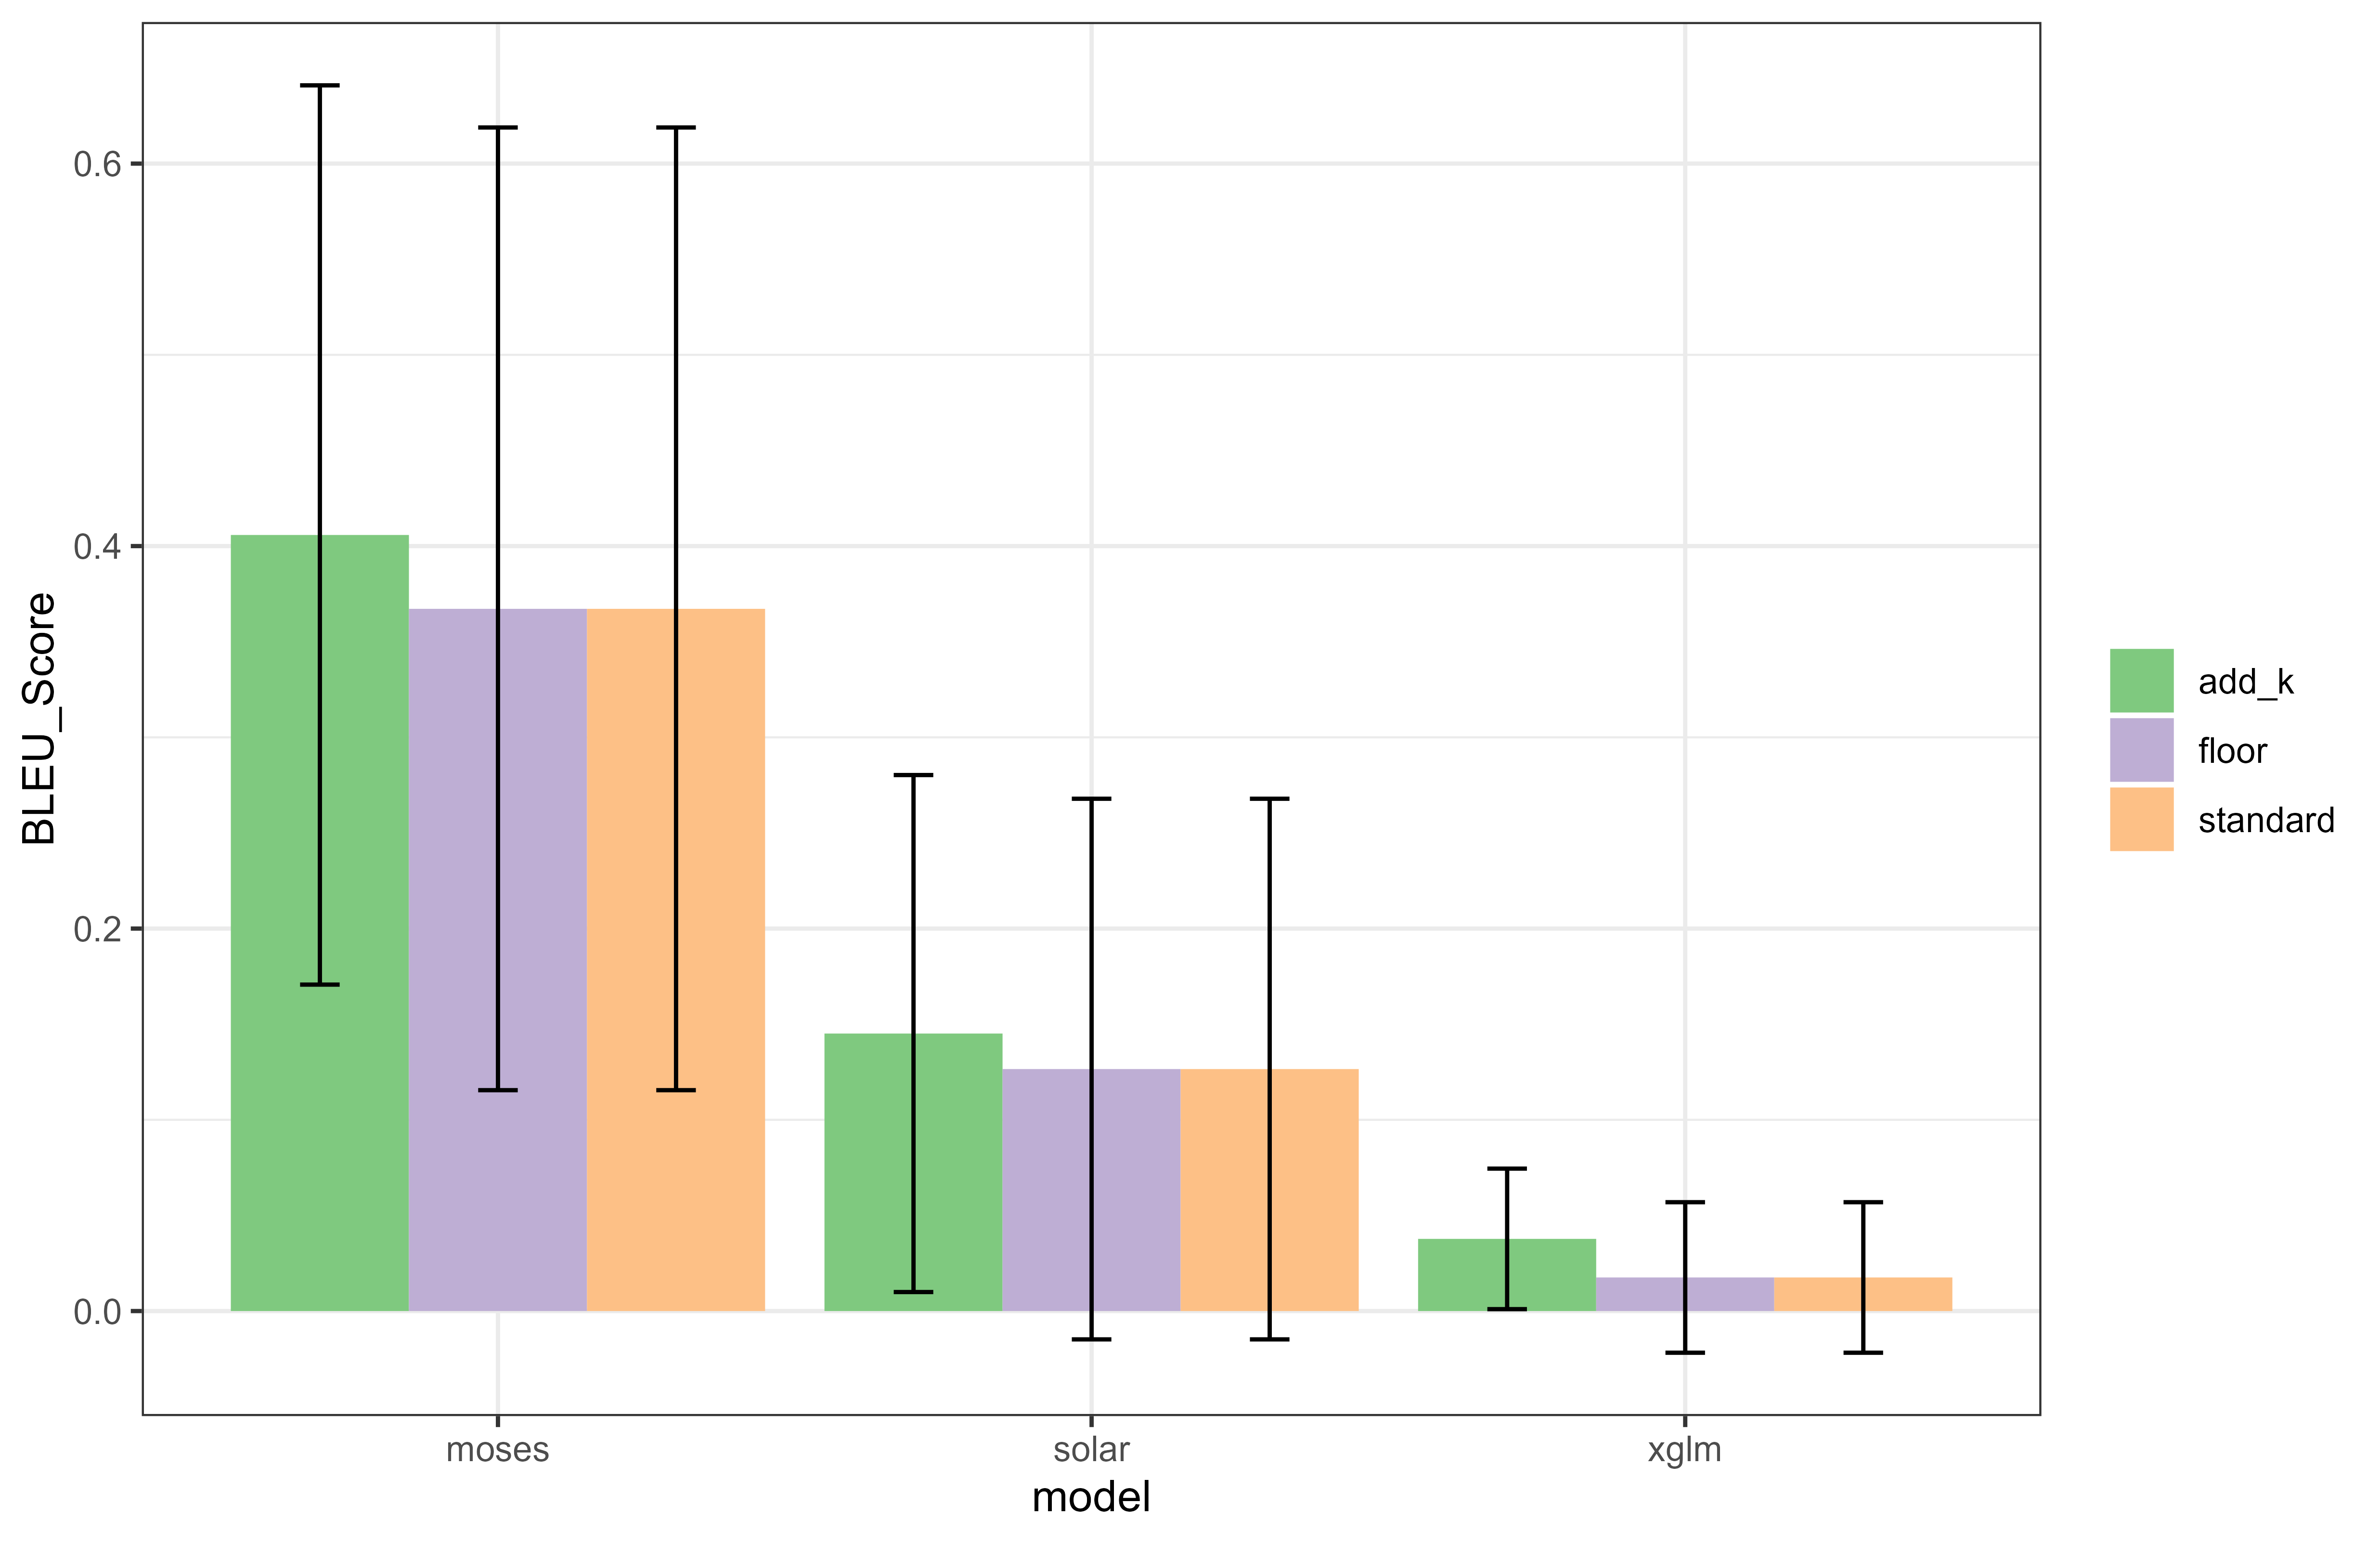 BLEU_Score
0.6
0.4
0.2
0.0
moses
solar
xglm
model
add_k
floor
standard